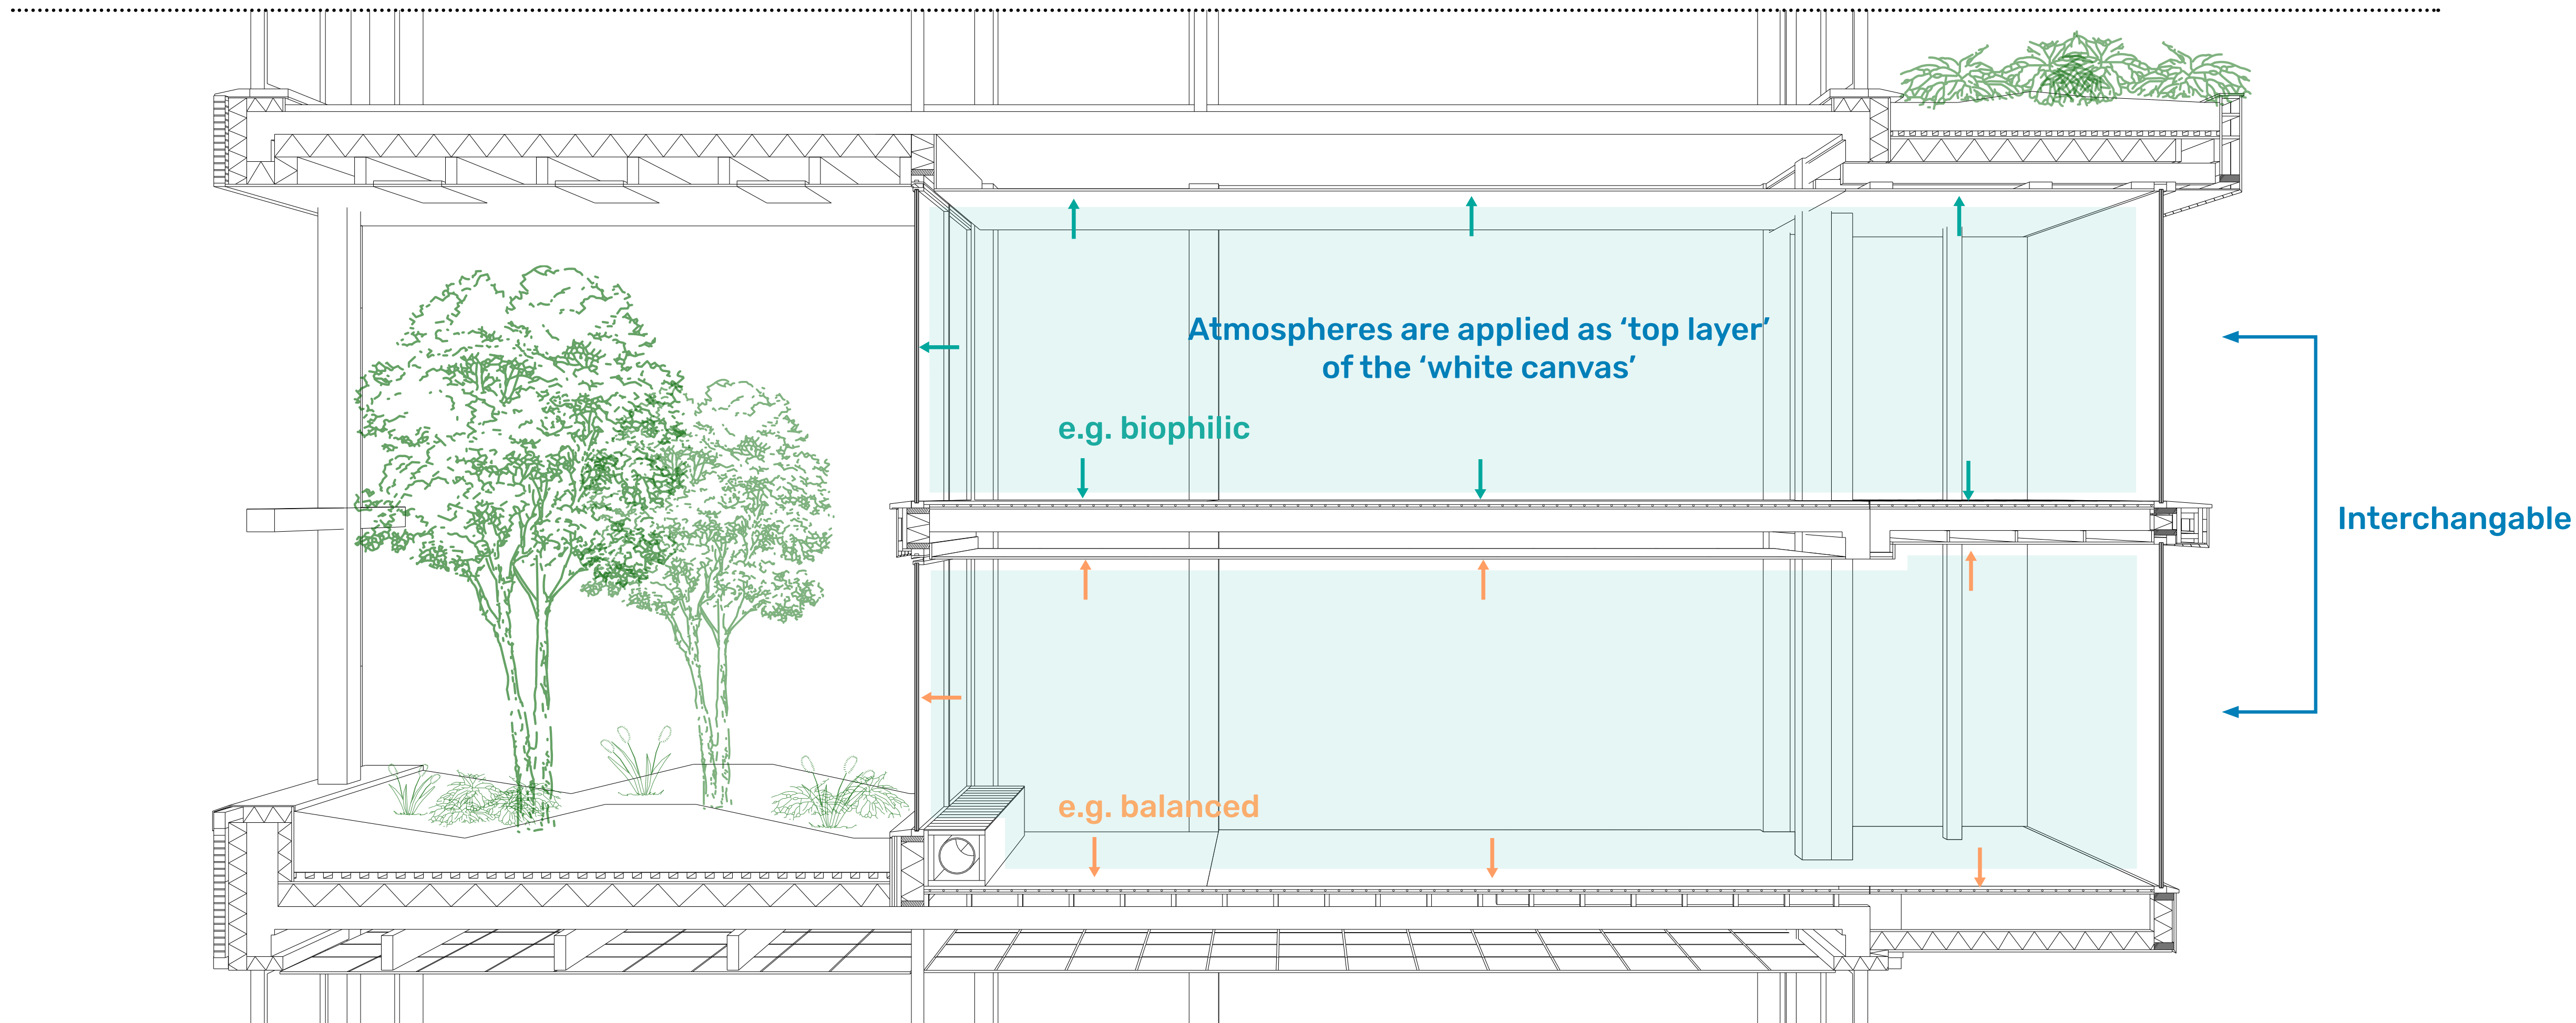 Atmospheres are applied as ‘top layer’
of the ‘white canvas’
e.g. biophilic
Interchangable
e.g. balanced